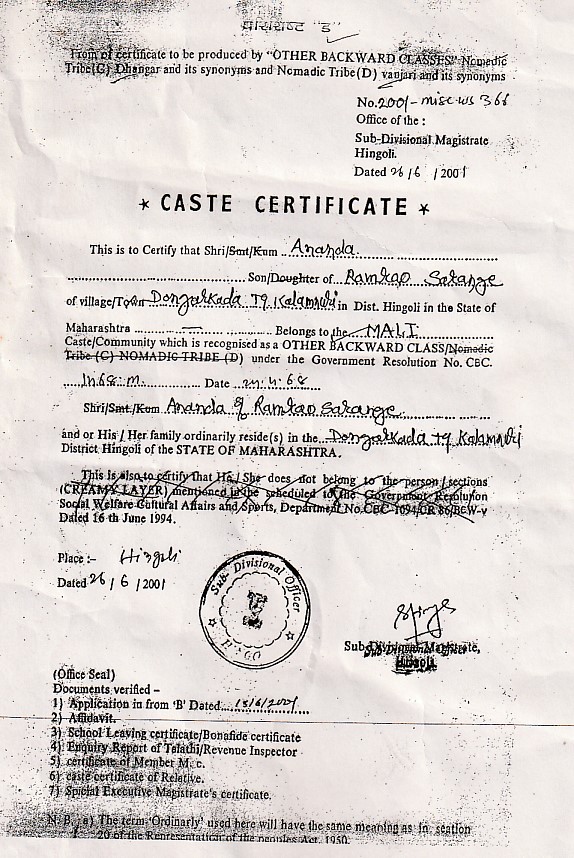 From of certificate to be produced by "OTHER BACKWARD CLASSES" Nomedic
Tribe(C) Dhangar and its synonyms and Nomadic Tribe(D) vanjari and its synonyms
No.2001-misc-ws 366
Office of the :
Sub-Divisional Magistrate
Hingoli.
Dated 26/6 /2001
* CASTE CERTIFICATE *
This is to Certify that Shri/Smt/Kum .. Ananda
Son/Daughter of.. Ramrao Sarange
of village/Town Dongarkada Tq Kalamnuri in Dist. Hingoli in the State of
Maharashtra Belongs to the MALI
Caste/Community which is recognised as a OTHER BACKWARD CLASS/Nomadic
Tribe (C) NOMADIC TRIBE (D) under the Government Resolution No. CBC.
1468.M. Date
Shri/Smt./Kum Ananda Ramrao Sarange
and or His / Her family ordinarily reside(s) in the Dongarkada Tq Kalamnuri
District Hingoli of the STATE OF MAHARASHTRA.
This is also to certify that He / She does not belong to the person / sections
(CREAMY LAYER) mentioned in the scheduled to the Government Resolution
Social Welfare Cultural Affairs and Sports, Department No. CBC-1094/CR 86/BCW-v
Dated 16 th June 1994.
Place :- Hingoli
Dated 26 / 6 / 2001
Sub-Divisional Officer
Sub-Divisional Magistrate,
Hingoli.
(Office Seal)
Documents verified –
1) Application in from 'B' Dated... 13/6/2001
2) Affidavit.
3) School Leaving certificate/Bonafide certificate
4) Enquiry Report of Talathi/Revenue Inspector
5) certificate of Member M.c.
6) caste certificate of Relative.
7) Special Executive Magistrate's certificate.
N. B. a) The term 'Ordinarily' used here will have the same meaning as in seation
20 of the Representation of the peoples Act, 1950.